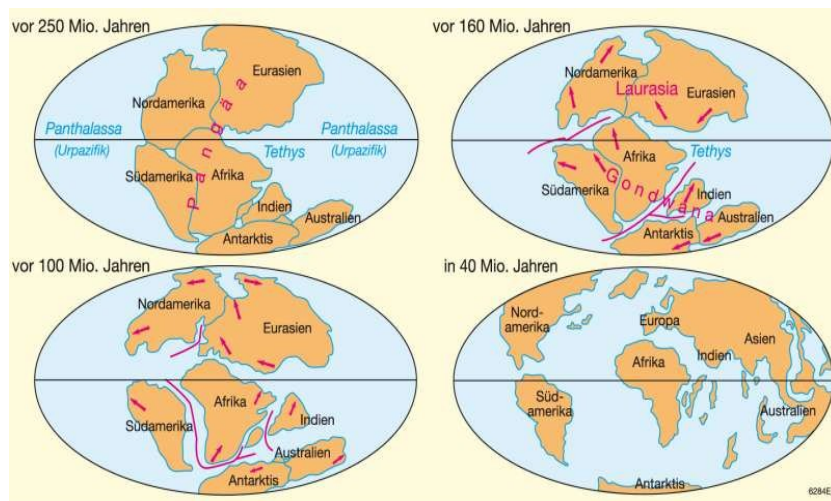 vor 250 Mio. Jahren
Eurasien
Nordamerika
Pangäa
Panthalassa
(Urpazifik)
Tethys
Panthalassa
(Urpazifik)
Südamerika
Afrika
Indien
Australien
Antarktis
vor 160 Mio. Jahren
Nordamerika
Laurasia
Eurasien
Afrika
Tethys
Südamerika
Gondwana
Indien
Australien
Antarktis
vor 100 Mio. Jahren
Nordamerika
Eurasien
Afrika
Südamerika
Indien
Australien
Antarktis
in 40 Mio. Jahren
Nord-
amerika
Europa
Asien
Afrika
Indien
Süd-
amerika
Australien
Antarktis
6284E